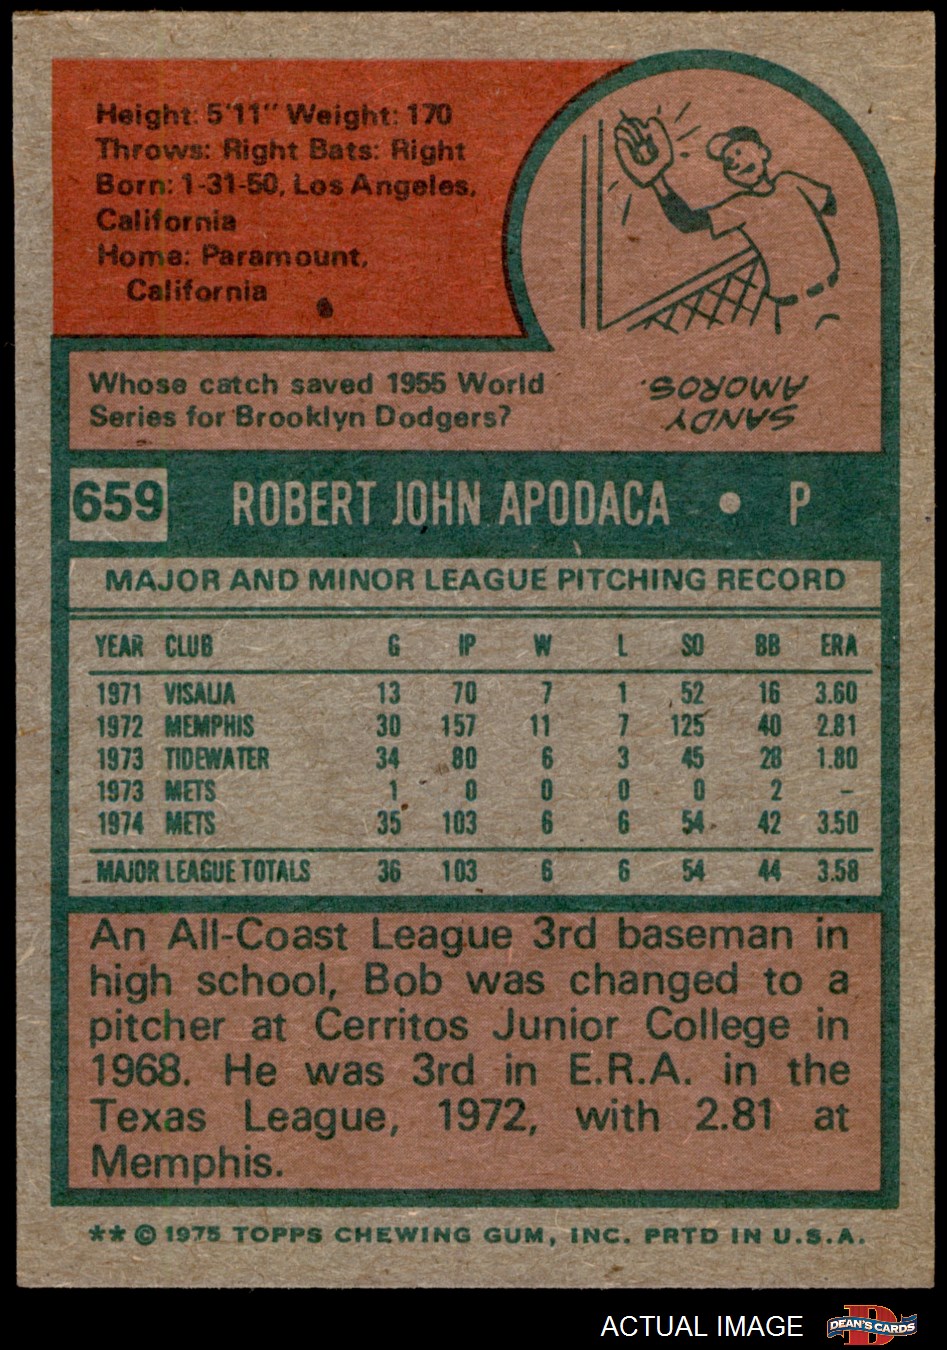 Height: 5'11" Weight: 170
Throws: Right Bats: Right
Born: 1-31-50, Los Angeles,
California
Home: Paramount,
California
Whose catch saved 1955 World
Series for Brooklyn Dodgers?
SANDY
AMOROS.
659 ROBERT JOHN APODACA • P
MAJOR AND MINOR LEAGUE PITCHING RECORD
YEAR CLUB G IP W L SO BB ERA
1971 VISALIA 13 70 7 1 52 16 3.60
1972 MEMPHIS 30 157 11 7 125 40 2.81
1973 TIDEWATER 34 80 6 3 45 28 1.80
1973 METS 1 0 0 0 0 2 –
1974 METS 35 103 6 6 54 42 3.50
MAJOR LEAGUE TOTALS 36 103 6 6 54 44 3.58
An All-Coast League 3rd baseman in
high school, Bob was changed to a
pitcher at Cerritos Junior College in
1968. He was 3rd in E.R.A. in the
Texas League, 1972, with 2.81 at
Memphis.
** © 1975 TOPPS CHEWING GUM, INC. PRTD IN U.S.A.
ACTUAL IMAGE
DEAN'S CARDS